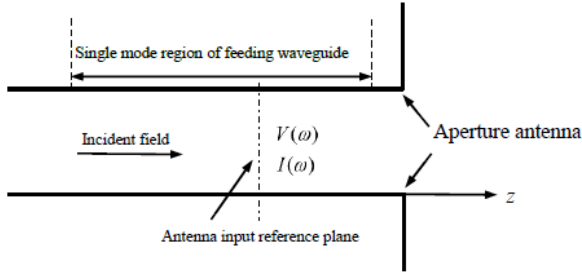 Single mode region of feeding waveguide
Incident field
V(ω)
I(ω)
Aperture antenna
z
Antenna input reference plane